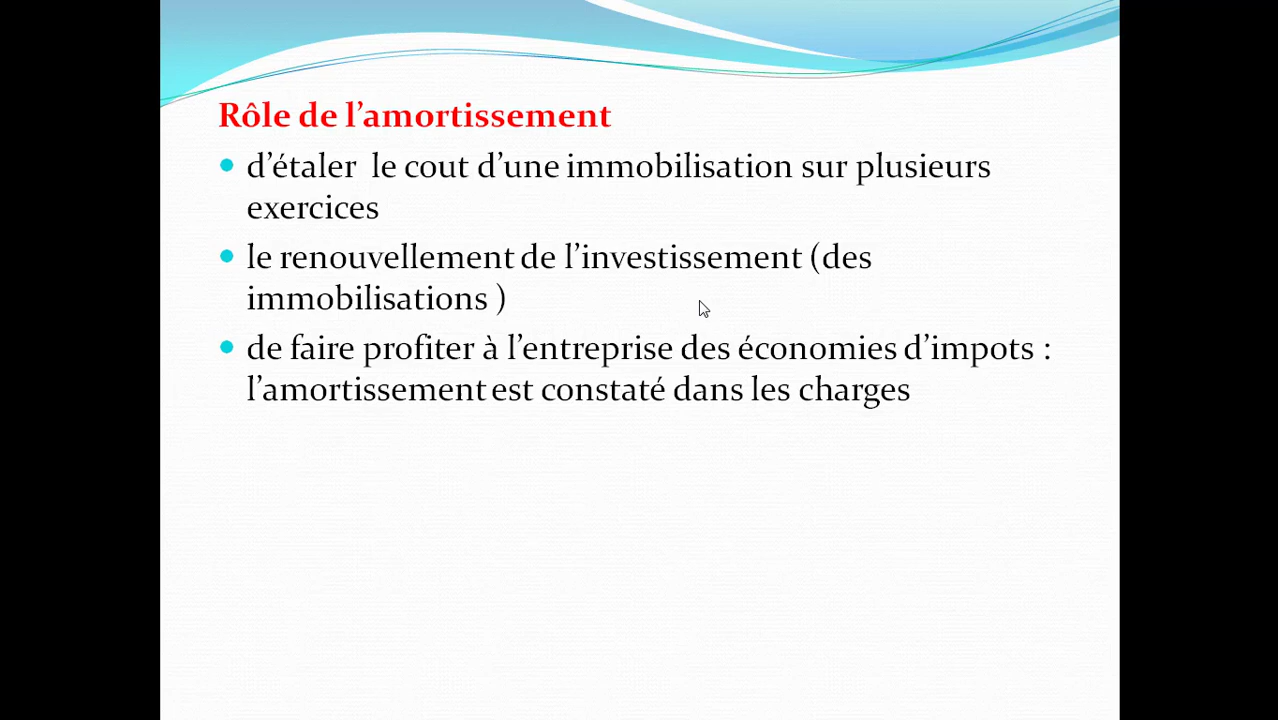 Rôle de l’amortissement
d’étaler le cout d’une immobilisation sur plusieurs
exercices
le renouvellement de l’investissement (des
immobilisations )
de faire profiter à l’entreprise des économies d’impots :
l’amortissement est constaté dans les charges